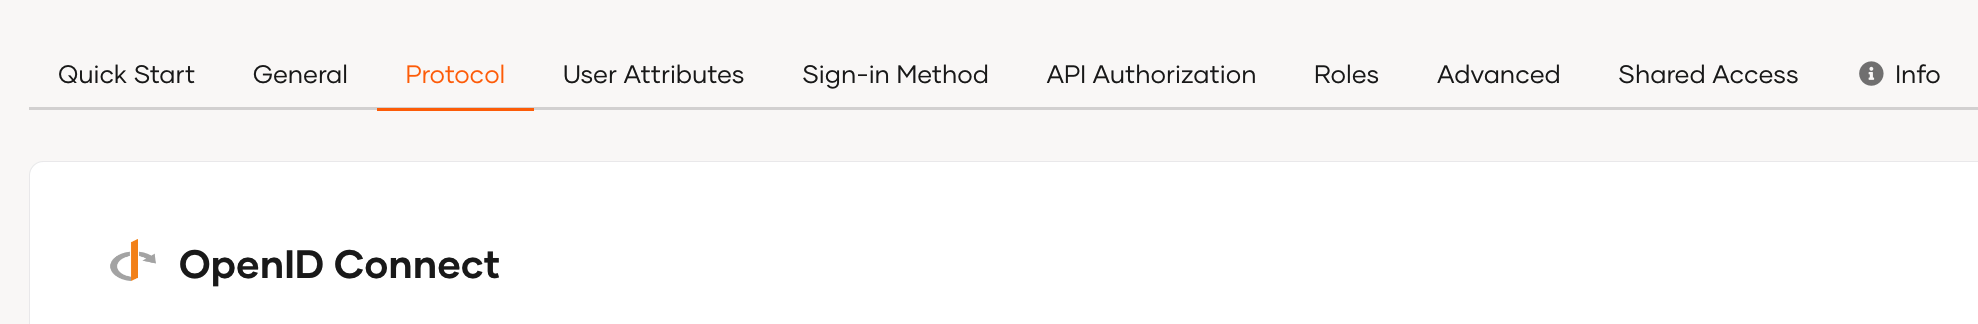 Quick Start General Protocol User Attributes Sign-in Method API Authorization Roles Advanced Shared Access Info
OpenID Connect